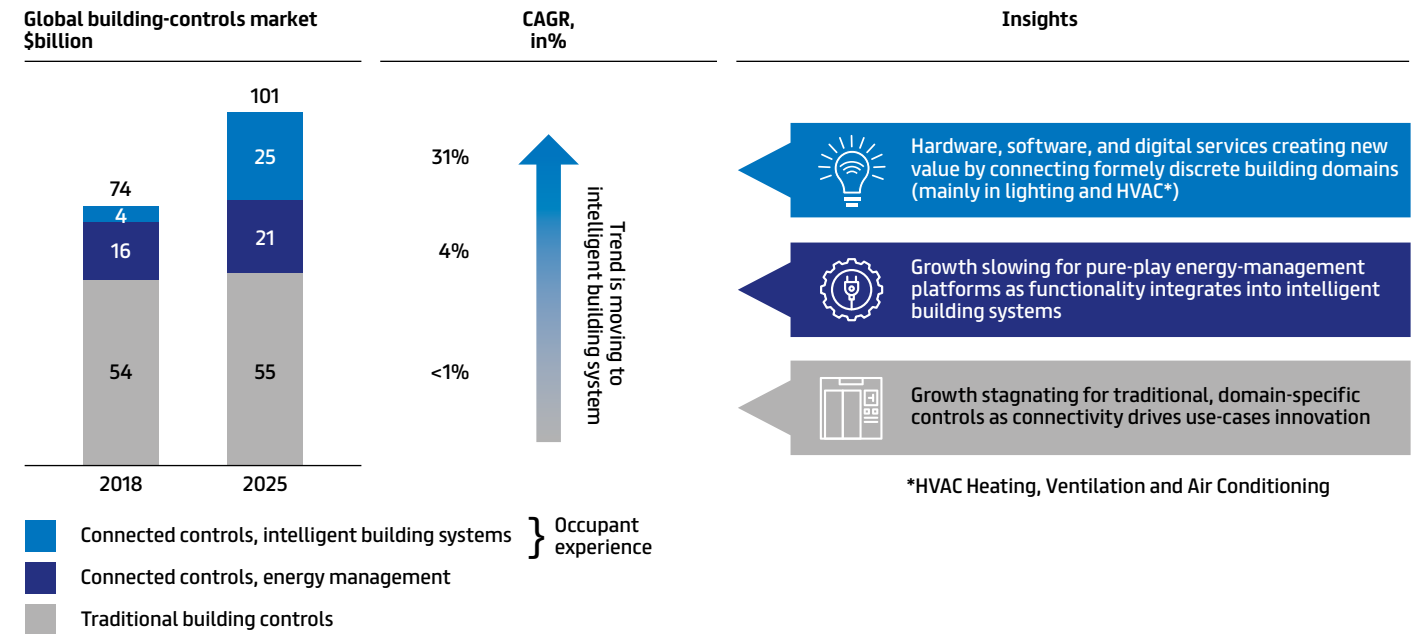 Global building-controls market
$billion
CAGR,
in%
Insights
101
25
21
55
74
4
16
54
2018
2025
31%
4%
<1%
Trend is moving to
intelligent building system
Hardware, software, and digital services creating new
value by connecting formely discrete building domains
(mainly in lighting and HVAC*)
Growth slowing for pure-play energy-management
platforms as functionality integrates into intelligent
building systems
Growth stagnating for traditional, domain-specific
controls as connectivity drives use-cases innovation
*HVAC Heating, Ventilation and Air Conditioning
Connected controls, intelligent building systems
} Occupant
experience
Connected controls, energy management
Traditional building controls